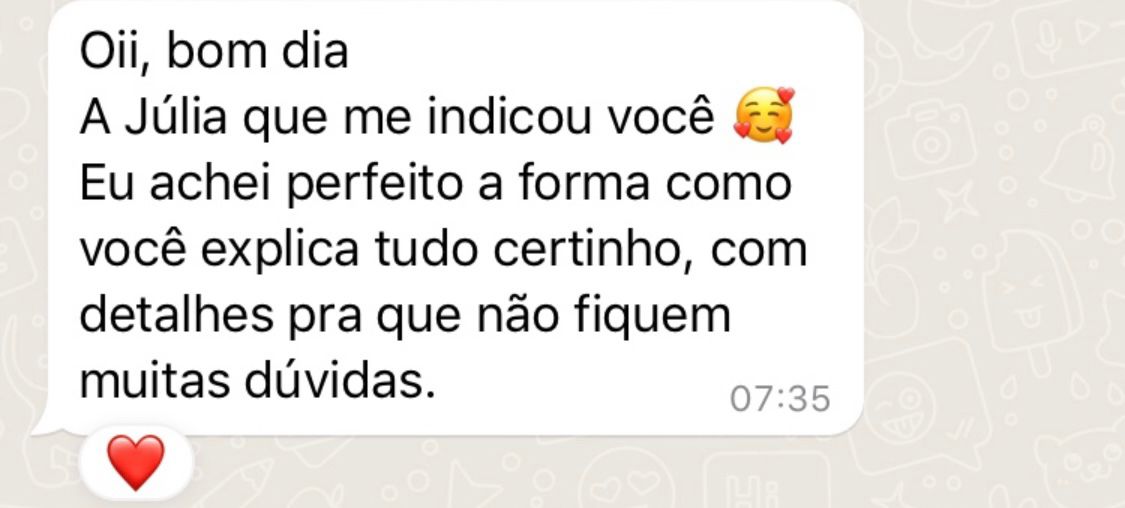 Oii, bom dia
A Júlia que me indicou você 🥰
Eu achei perfeito a forma como
você explica tudo certinho, com
detalhes pra que não fiquem
muitas dúvidas.
07:35
❤️
Hi